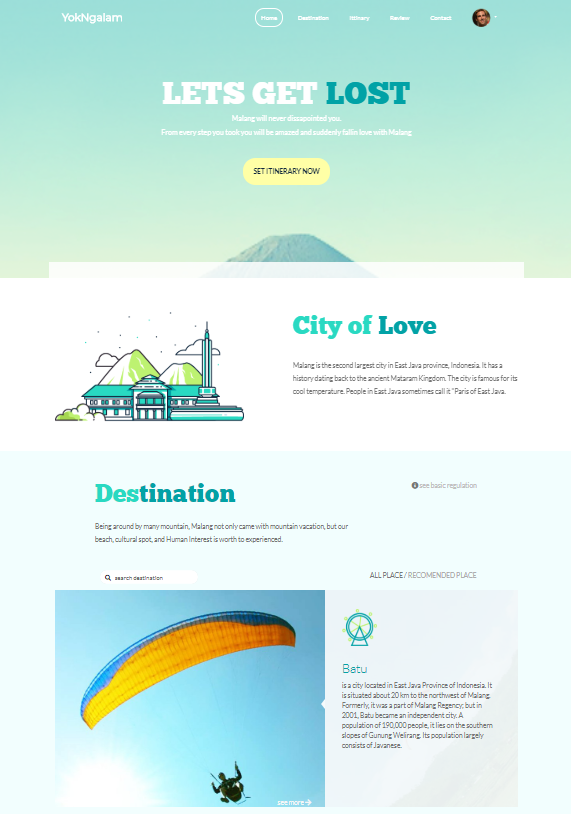 YokNgalam
Home Destination Itinirary Review Contact
LETS GET LOST
Malang will never dissapointed you.
From every step you took you will be amazed and suddenly fallin love with Malang
SET ITINERARY NOW
City of Love
Malang is the second largest city in East Java province, Indonesia. It has a
history dating back to the ancient Mataram Kingdom. The city is famous for its
cool temperature. People in East Java sometimes call it "Paris of East Java.
Destination
see basic regulation
Being around by many mountain, Malang not only came with mountain vacation, but our
beach, cultural spot, and Human Interest is worth to experienced.
search destination
ALL PLACE / RECOMENDED PLACE
Batu
is a city located in East Java Province of Indonesia. It
is situated about 20 km to the northwest of Malang.
Formerly, it was a part of Malang Regency; but in
2001, Batu became an independent city. A
population of 190,000 people, it lies on the southern
slopes of Gunung Welirang. Its population largely
consists of Javanese.
see more